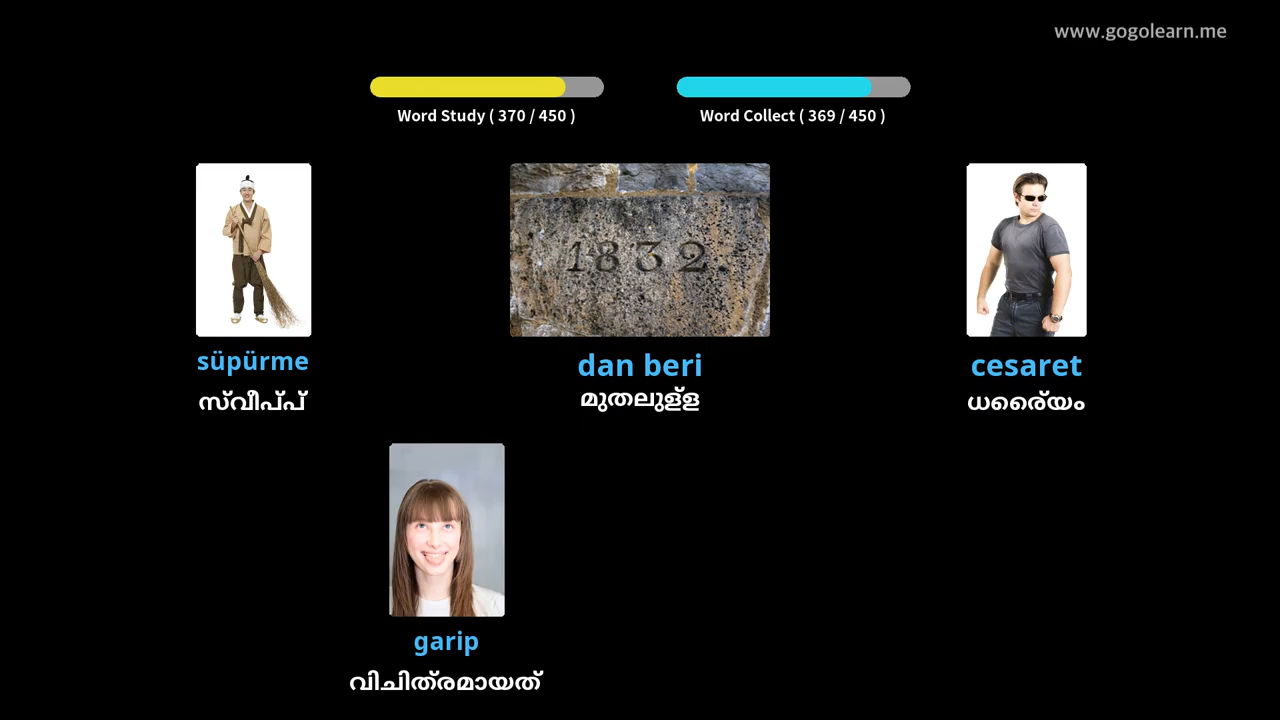 www.gogolearn.me
Word Study ( 370 / 450 )
Word Collect ( 369 / 450 )
1832.
süpürme
സ്വീപ്പ്
dan beri
മുതലുള്ള
cesaret
ധൈര്യം
garip
വിചിത്രമായത്